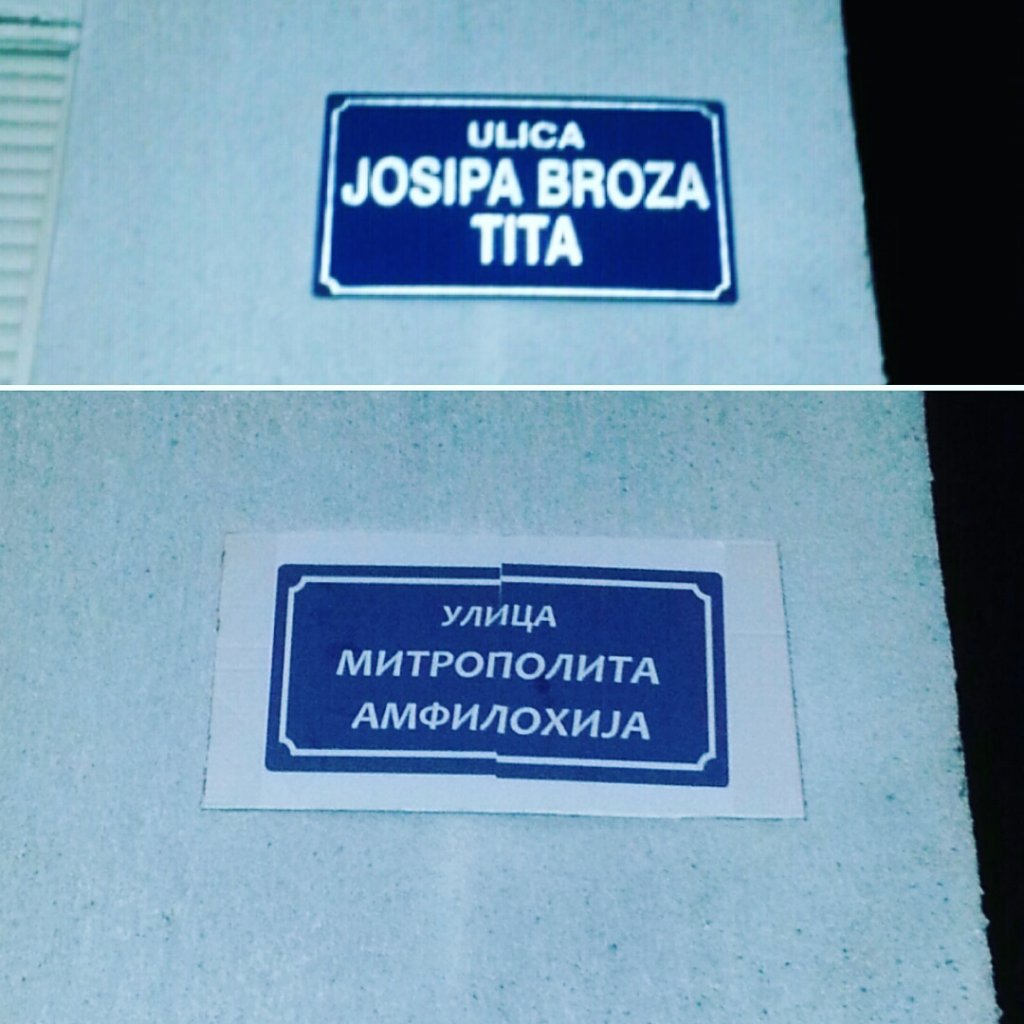 ULICA
JOSIPA BROZA
TITA
УЛИЦА
МИТРОПОЛИТА
АМФИЛОХИЈА